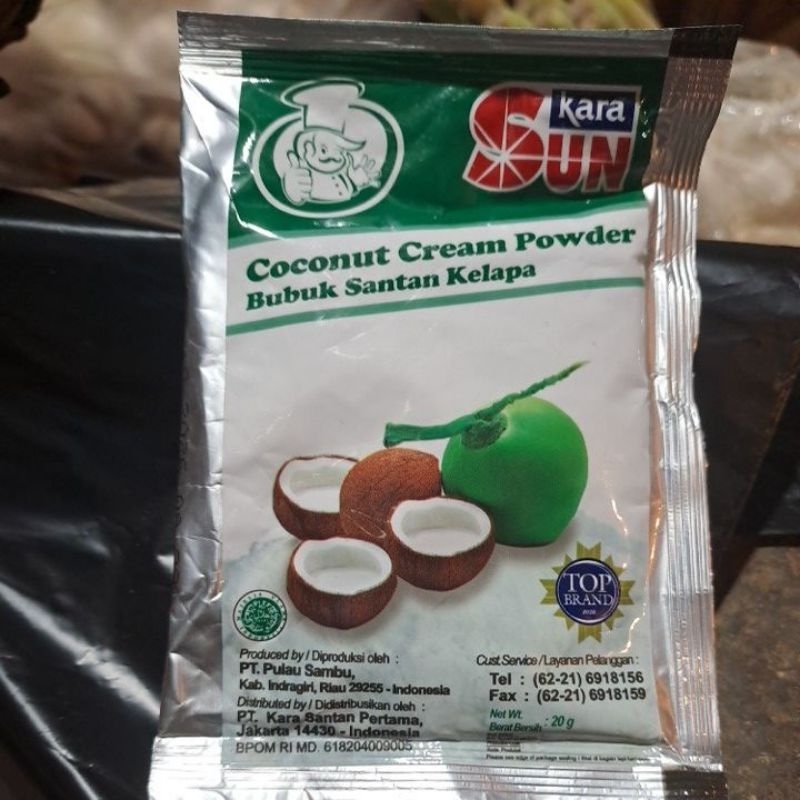 Kara
SUN
Coconut Cream Powder
Bubuk Santan Kelapa
TOP
BRAND
Produced by / Diproduksi oleh :
PT. Pulau Sambu,
Kab. Indragiri, Riau 29255 - Indonesia
Distributed by / Didistribusikan oleh :
PT. Kara Santan Pertama,
Jakarta 14430 - Indonesia
BPOM RI MD. 618204009005
Cust.Service / Layanan Pelanggan :
Tel : (62-21) 6918156
Fax : (62-21) 6918159
Net Wt.
Berat Bersih : 20 g